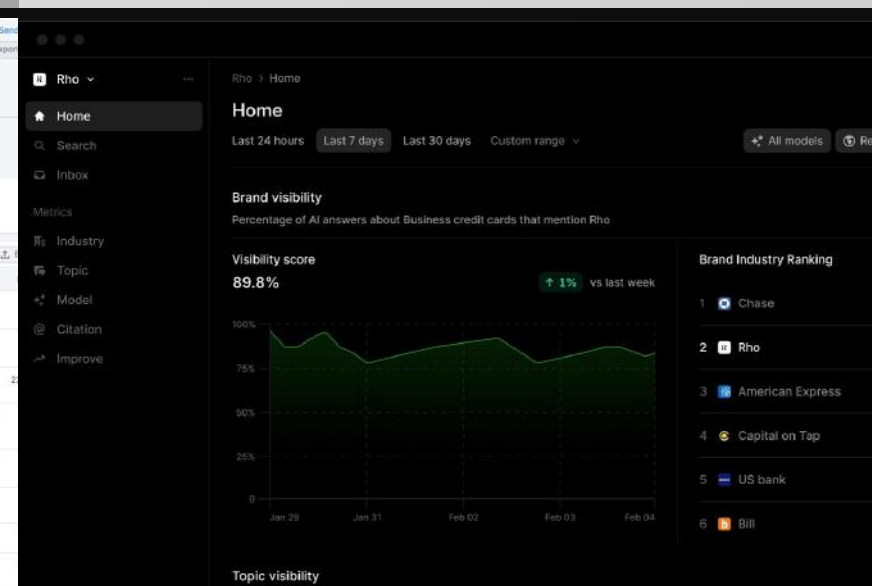 Rho
Home
Search
Inbox
Metrics
Industry
Topic
Model
Citation
Improve
Rho > Home
Home
Last 24 hours Last 7 days Last 30 days Custom range
All models
Brand visibility
Percentage of AI answers about Business credit cards that mention Rho
Visibility score
89.8%
↑ 1% vs last week
100%
75%
50%
25%
0
Jan 29 Jan 31 Feb 02 Feb 03 Feb 04
Brand Industry Ranking
1 Chase
2 Rho
3 American Express
4 Capital on Tap
5 US bank
6 Bill
Topic visibility